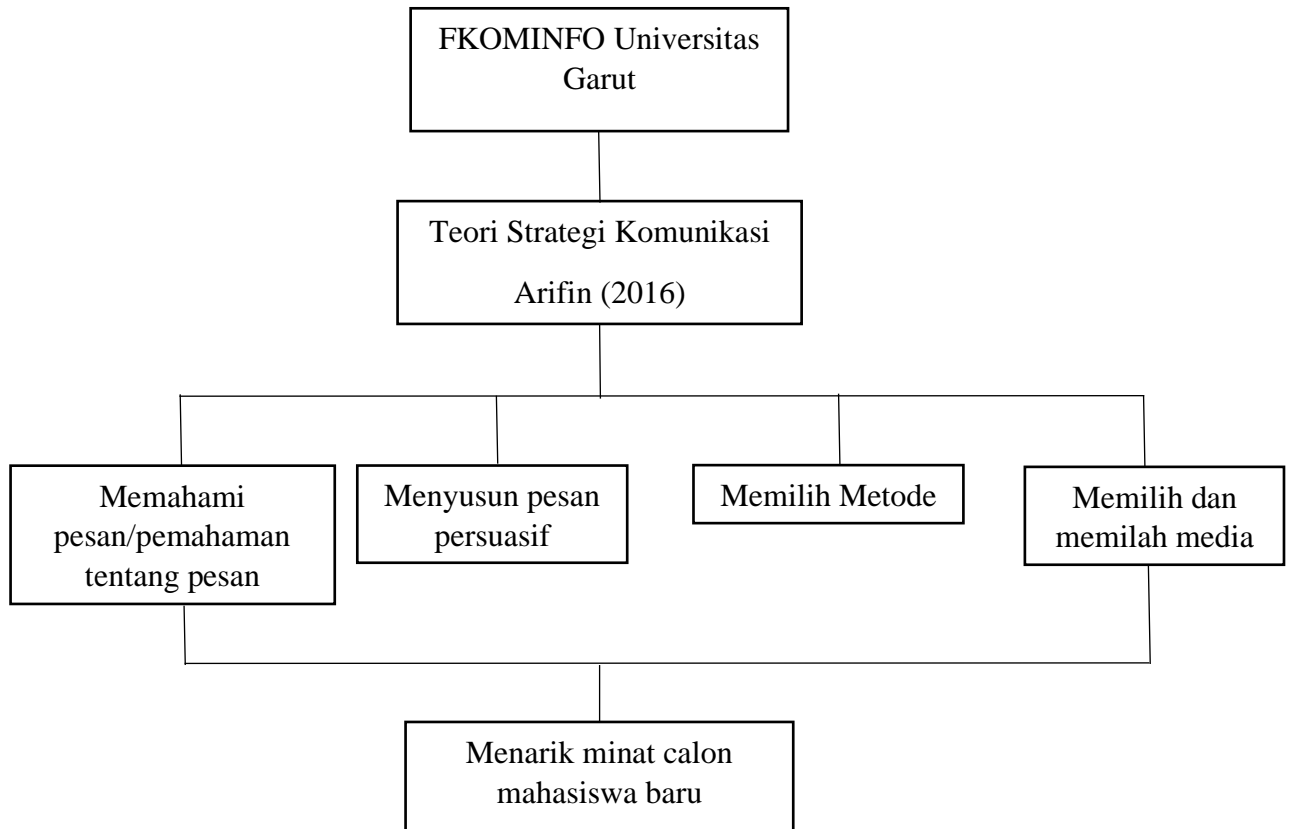 FKOMINFO Universitas
Garut
Teori Strategi Komunikasi
Arifin (2016)
Memahami
pesan/pemahaman
tentang pesan
Menyusun pesan
persuasif
Memilih Metode
Memilih dan
memilah media
Menarik minat calon
mahasiswa baru